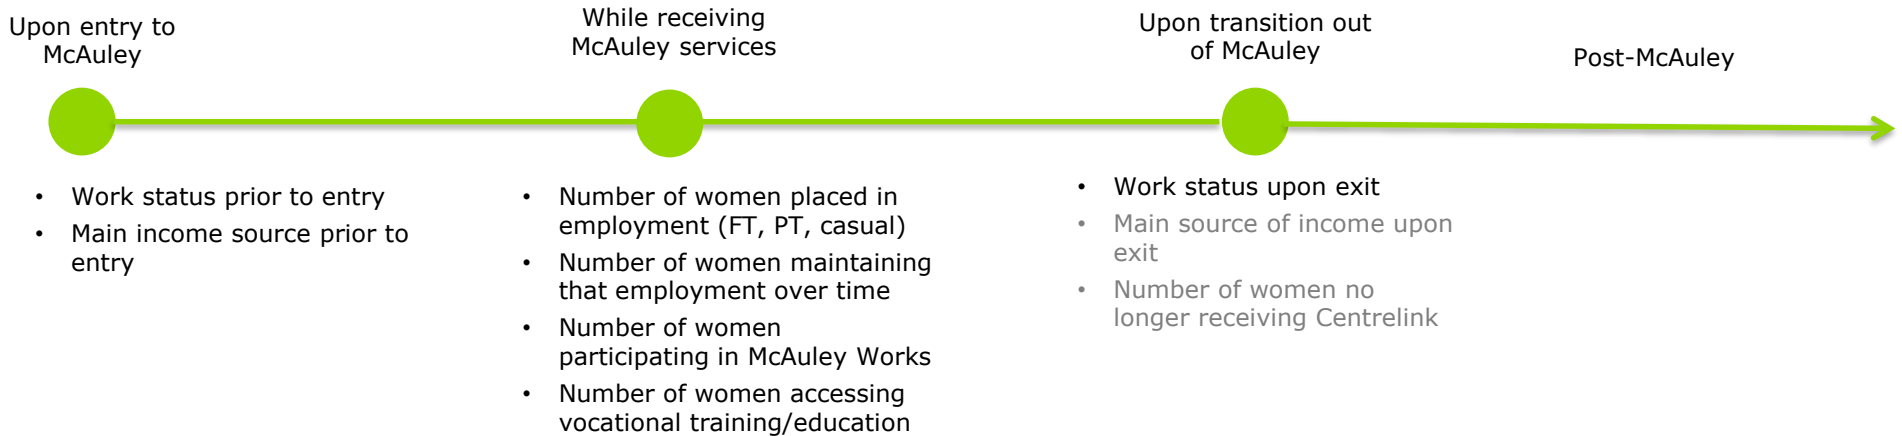 Upon entry to
McAuley
While receiving
McAuley services
Upon transition out
of McAuley
Post-McAuley
• Work status prior to entry
• Main income source prior to
entry
• Number of women placed in
employment (FT, PT, casual)
• Number of women maintaining
that employment over time
• Number of women
participating in McAuley Works
• Number of women accessing
vocational training/education
• Work status upon exit
• Main source of income upon
exit
• Number of women no
longer receiving Centrelink